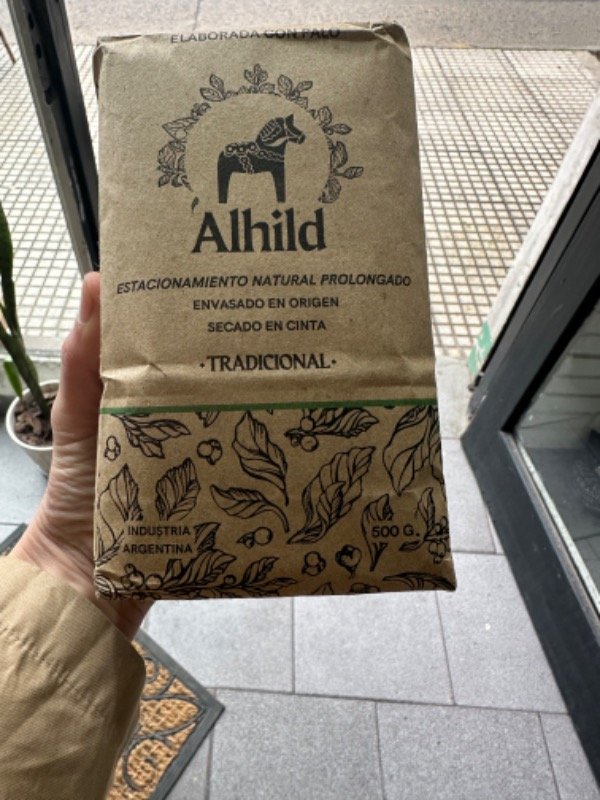 ELABORADA CON PALO
Alhild
ESTACIONAMIENTO NATURAL PROLONGADO
ENVASADO EN ORIGEN
SECADO EN CINTA
·TRADICIONAL·
INDUSTRIA
ARGENTINA
500 G.